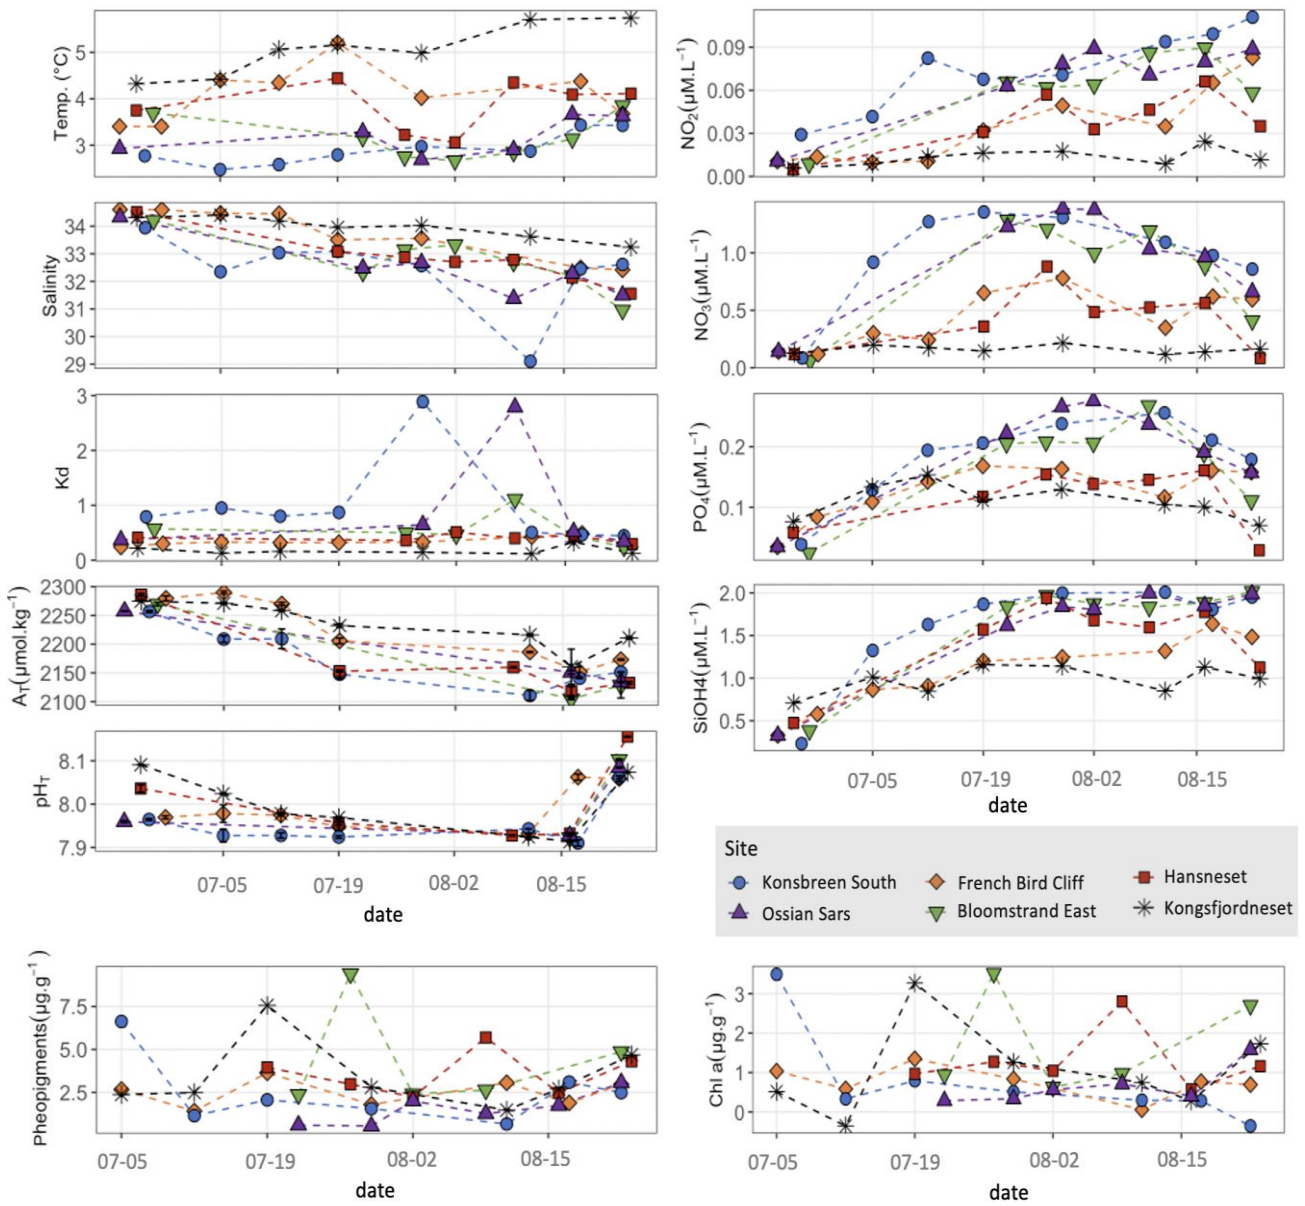 Temp. (°C)
5
4
3
Salinity
34
33
32
31
30
29
Kd
3
2
1
0
A_T(µmol.kg⁻¹)
2300
2250
2200
2150
2100
pH_T
8.1
8.0
7.9
07-05 07-19 08-02 08-15
date
NO₂(µM.L⁻¹)
0.09
0.06
0.03
0.00
NO₃(µM.L⁻¹)
1.0
0.5
0.0
PO₄(µM.L⁻¹)
0.2
0.1
SiOH4(µM.L⁻¹)
2.0
1.5
1.0
0.5
07-05 07-19 08-02 08-15
date
Site
Konsbreen South French Bird Cliff Hansneset
Ossian Sars Bloomstrand East Kongsfjordneset
Pheopigments(µg.g⁻¹)
7.5
5.0
2.5
07-05 07-19 08-02 08-15
date
Chl a(µg.g⁻¹)
3
2
1
0
07-05 07-19 08-02 08-15
date